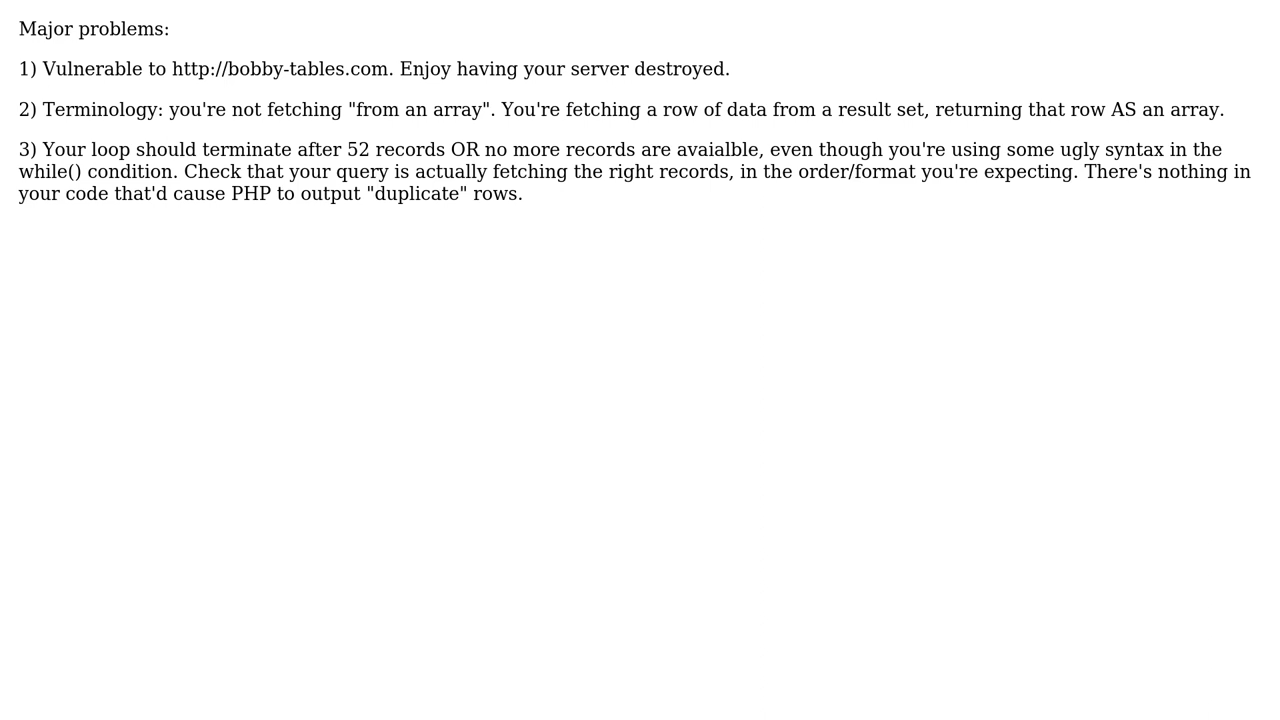 Major problems:
1) Vulnerable to http://bobby-tables.com. Enjoy having your server destroyed.
2) Terminology: you're not fetching "from an array". You're fetching a row of data from a result set, returning that row AS an array.
3) Your loop should terminate after 52 records OR no more records are avaialble, even though you're using some ugly syntax in the
while() condition. Check that your query is actually fetching the right records, in the order/format you're expecting. There's nothing in
your code that'd cause PHP to output "duplicate" rows.